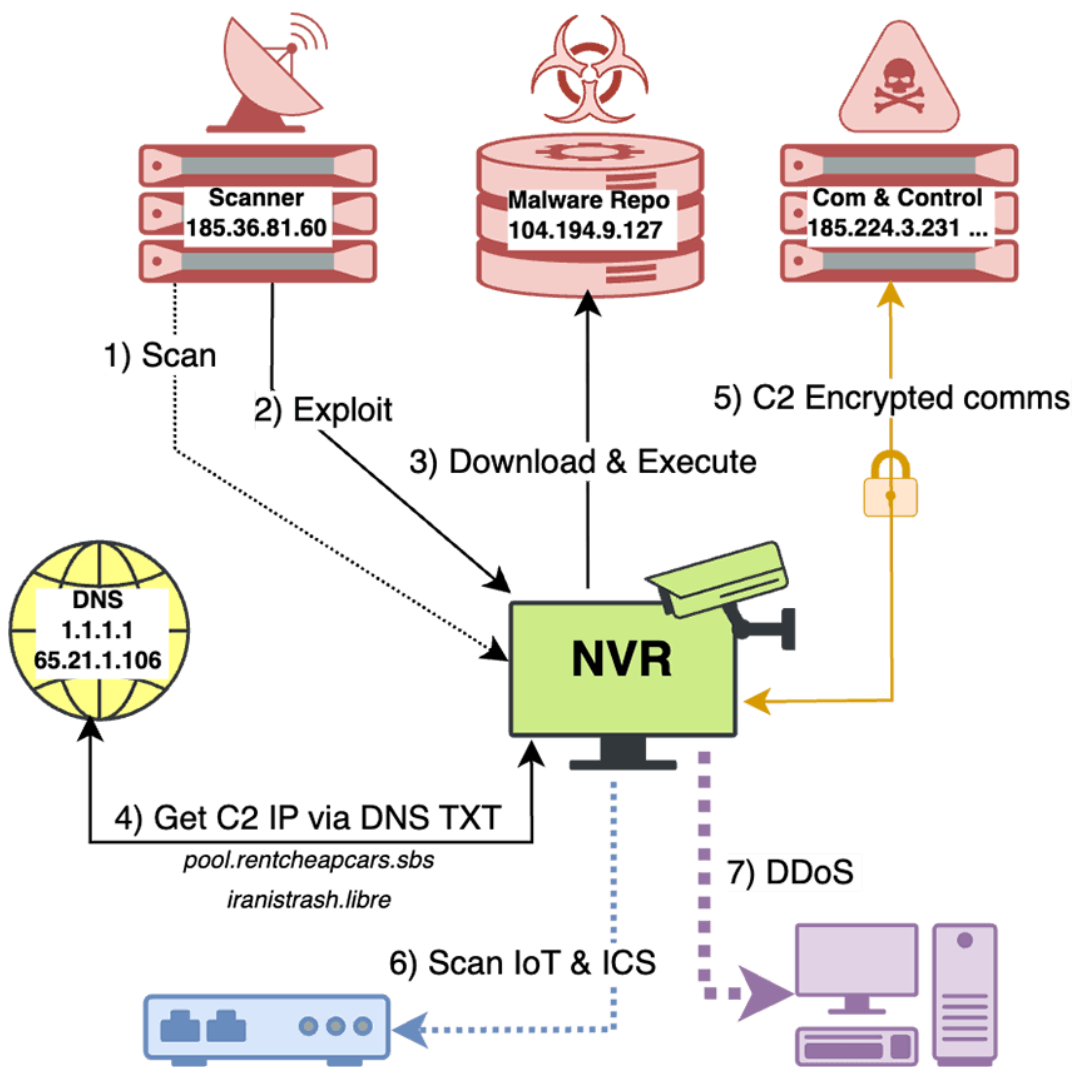 Scanner
185.36.81.60
Malware Repo
104.194.9.127
Com & Control
185.224.3.231 ...
1) Scan
2) Exploit
3) Download & Execute
5) C2 Encrypted comms
DNS
1.1.1.1
65.21.1.106
NVR
4) Get C2 IP via DNS TXT
pool.rentcheapcars.sbs
iranistrash.libre
7) DDoS
6) Scan IoT & ICS